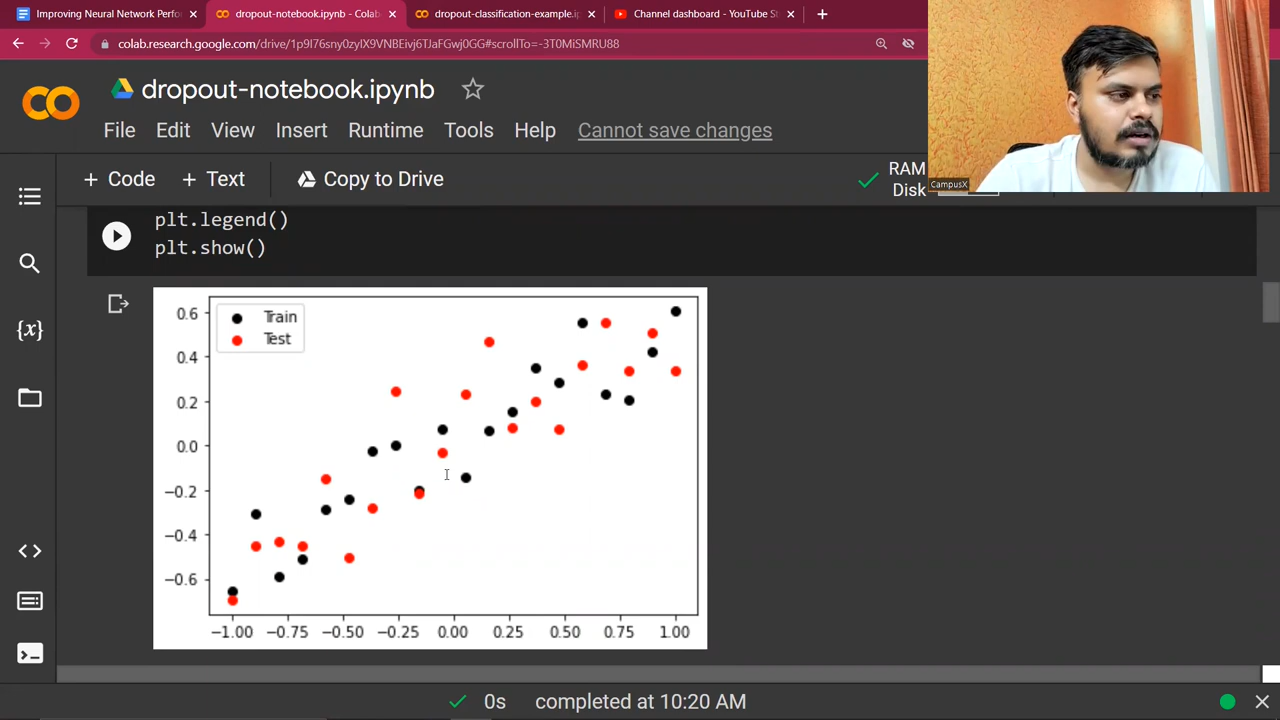 Improving Neural Network Perfo
dropout-notebook.ipynb - Colab
dropout-classification-example.ip
Channel dashboard - YouTube St
colab.research.google.com/drive/1p9I76sny0zyIX9VNBEivj6TJaFGwj0GG#scrollTo=-3T0MiSMRU88
dropout-notebook.ipynb
File Edit View Insert Runtime Tools Help Cannot save changes
+ Code + Text Copy to Drive
RAM
Disk
CampusX
{x}
plt.legend()
plt.show()
Train
Test
0.6
0.4
0.2
0.0
−0.2
−0.4
−0.6
−1.00 −0.75 −0.50 −0.25 0.00 0.25 0.50 0.75 1.00
0s completed at 10:20 AM